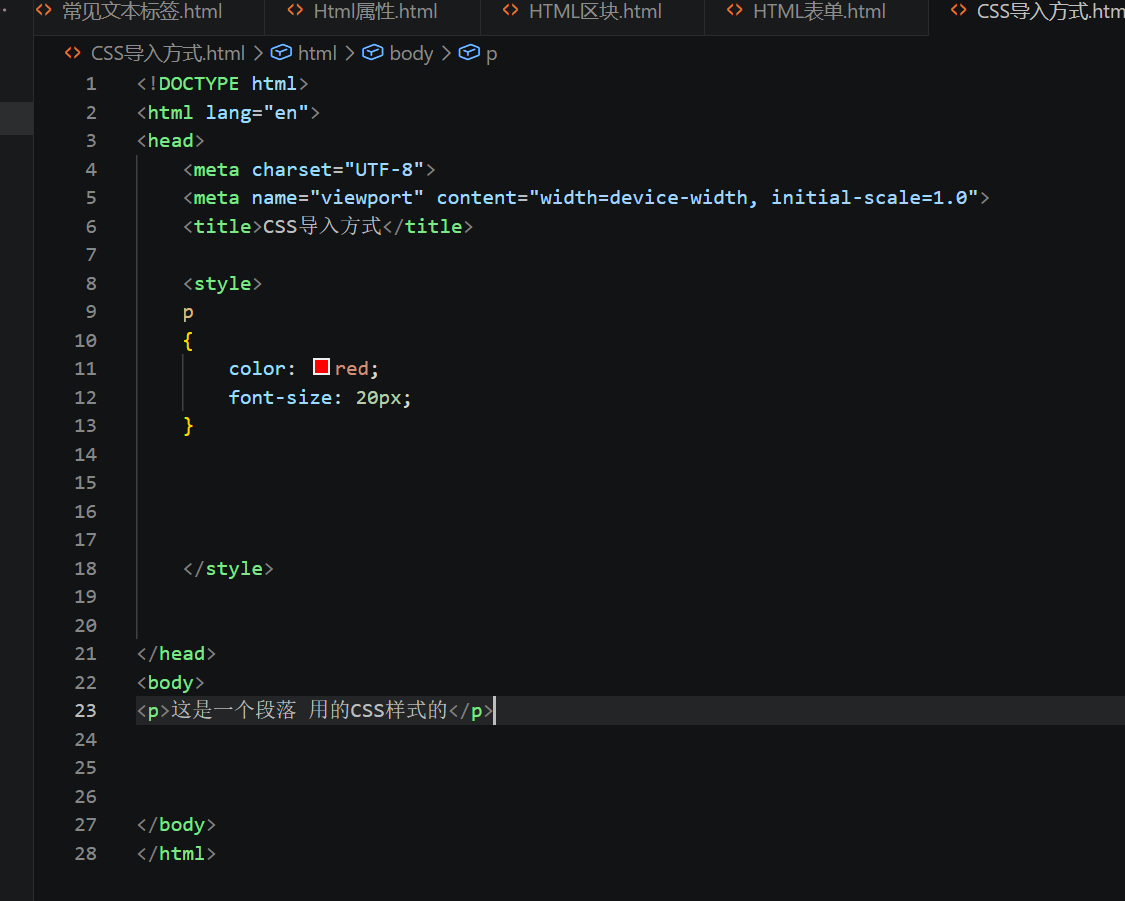 常见文本标签.html Html属性.html HTML区块.html HTML表单.html CSS导入方式.htm
CSS导入方式.html > html > body > p
1 <!DOCTYPE html>
2 <html lang="en">
3 <head>
4 <meta charset="UTF-8">
5 <meta name="viewport" content="width=device-width, initial-scale=1.0">
6 <title>CSS导入方式</title>
7
8 <style>
9 p
10 {
11 color: red;
12 font-size: 20px;
13 }
14
15
16
17
18 </style>
19
20
21 </head>
22 <body>
23 <p>这是一个段落 用的CSS样式的</p>
24
25
26
27 </body>
28 </html>